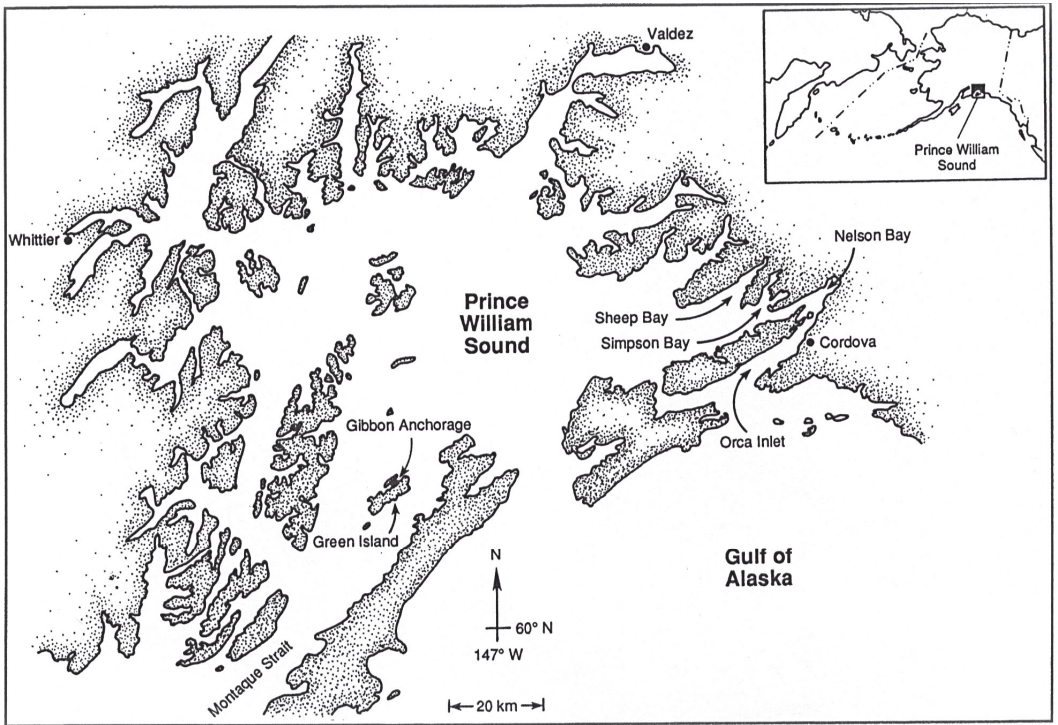 Valdez
Prince William
Sound
Whittier
Nelson Bay
Prince
William
Sound
Sheep Bay
Simpson Bay
Cordova
Gibbon Anchorage
Orca Inlet
Green Island
N
Gulf of
Alaska
60° N
147° W
Montaque Strait
20 km